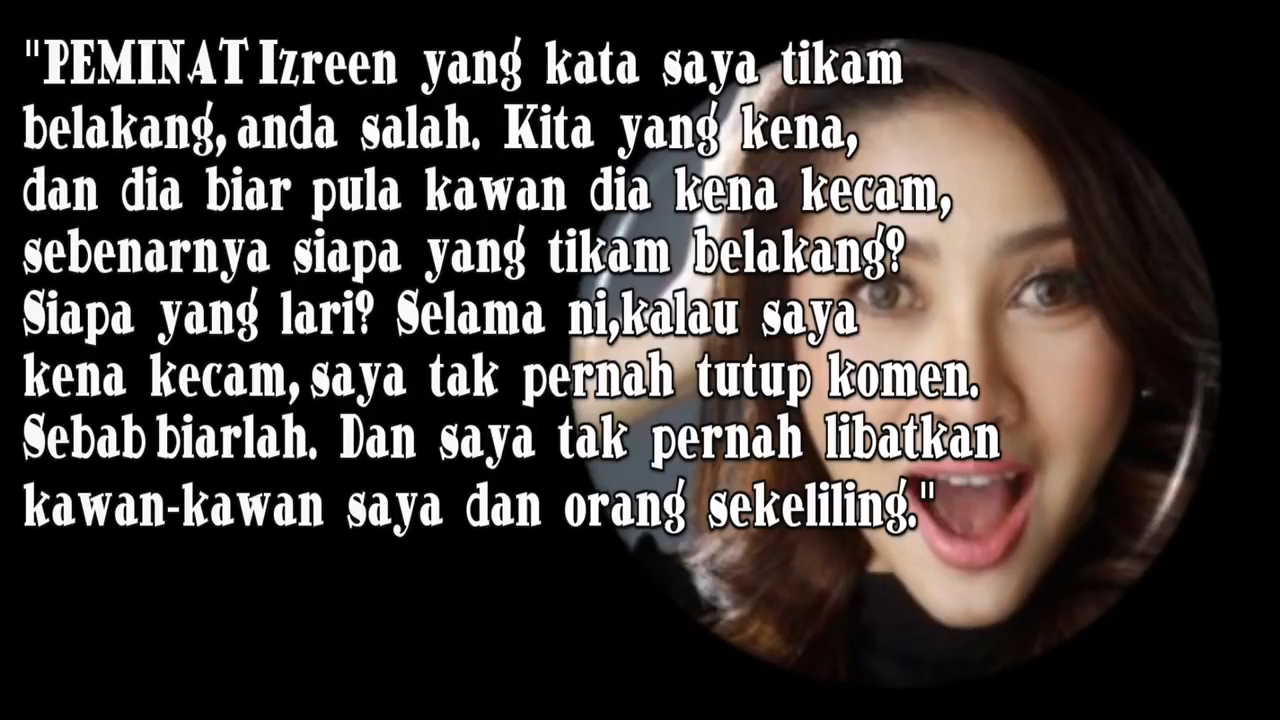 "PEMINAT Izreen yang kata saya tikam
belakang, anda salah. Kita yang kena,
dan dia biar pula kawan dia kena kecam,
sebenarnya siapa yang tikam belakang?
Siapa yang lari? Selama ni,kalau saya
kena kecam, saya tak pernah tutup komen.
Sebab biarlah. Dan saya tak pernah libatkan
kawan-kawan saya dan orang sekeliling."